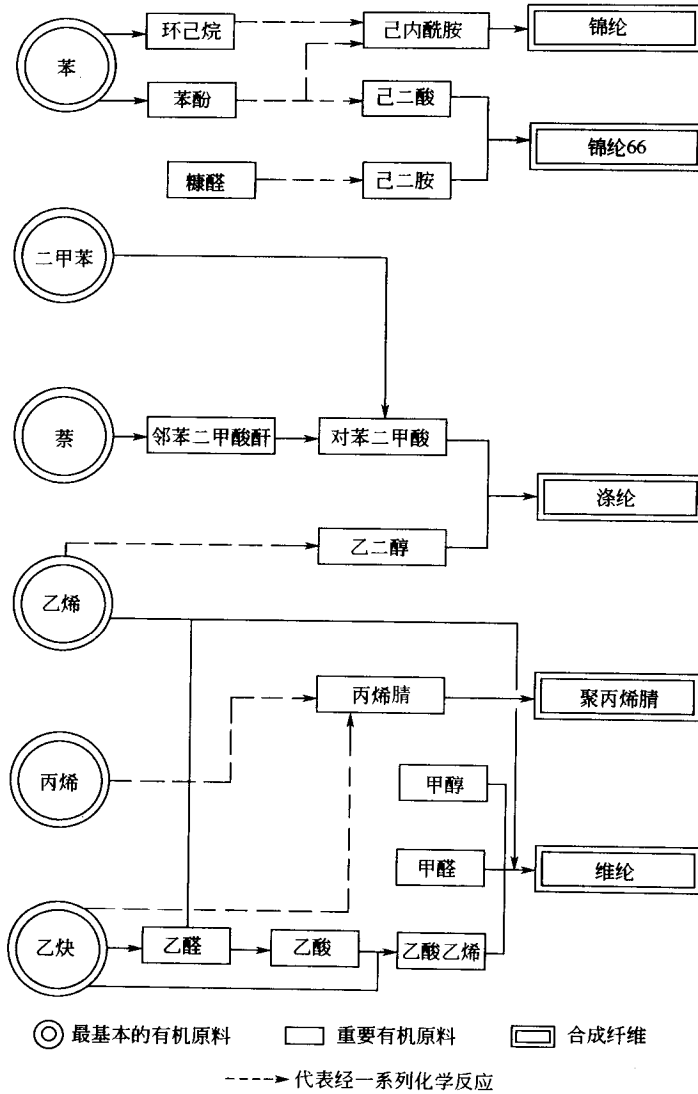 环己烷
己内酰胺
锦纶
苯
苯酚
己二酸
锦纶66
糠醛
己二胺
二甲苯
萘
邻苯二甲酸酐
对苯二甲酸
涤纶
乙二醇
乙烯
丙烯腈
聚丙烯腈
丙烯
甲醇
甲醛
维纶
乙炔
乙醛
乙酸
乙酸乙烯
最基本的有机原料
重要有机原料
合成纤维
代表经一系列化学反应